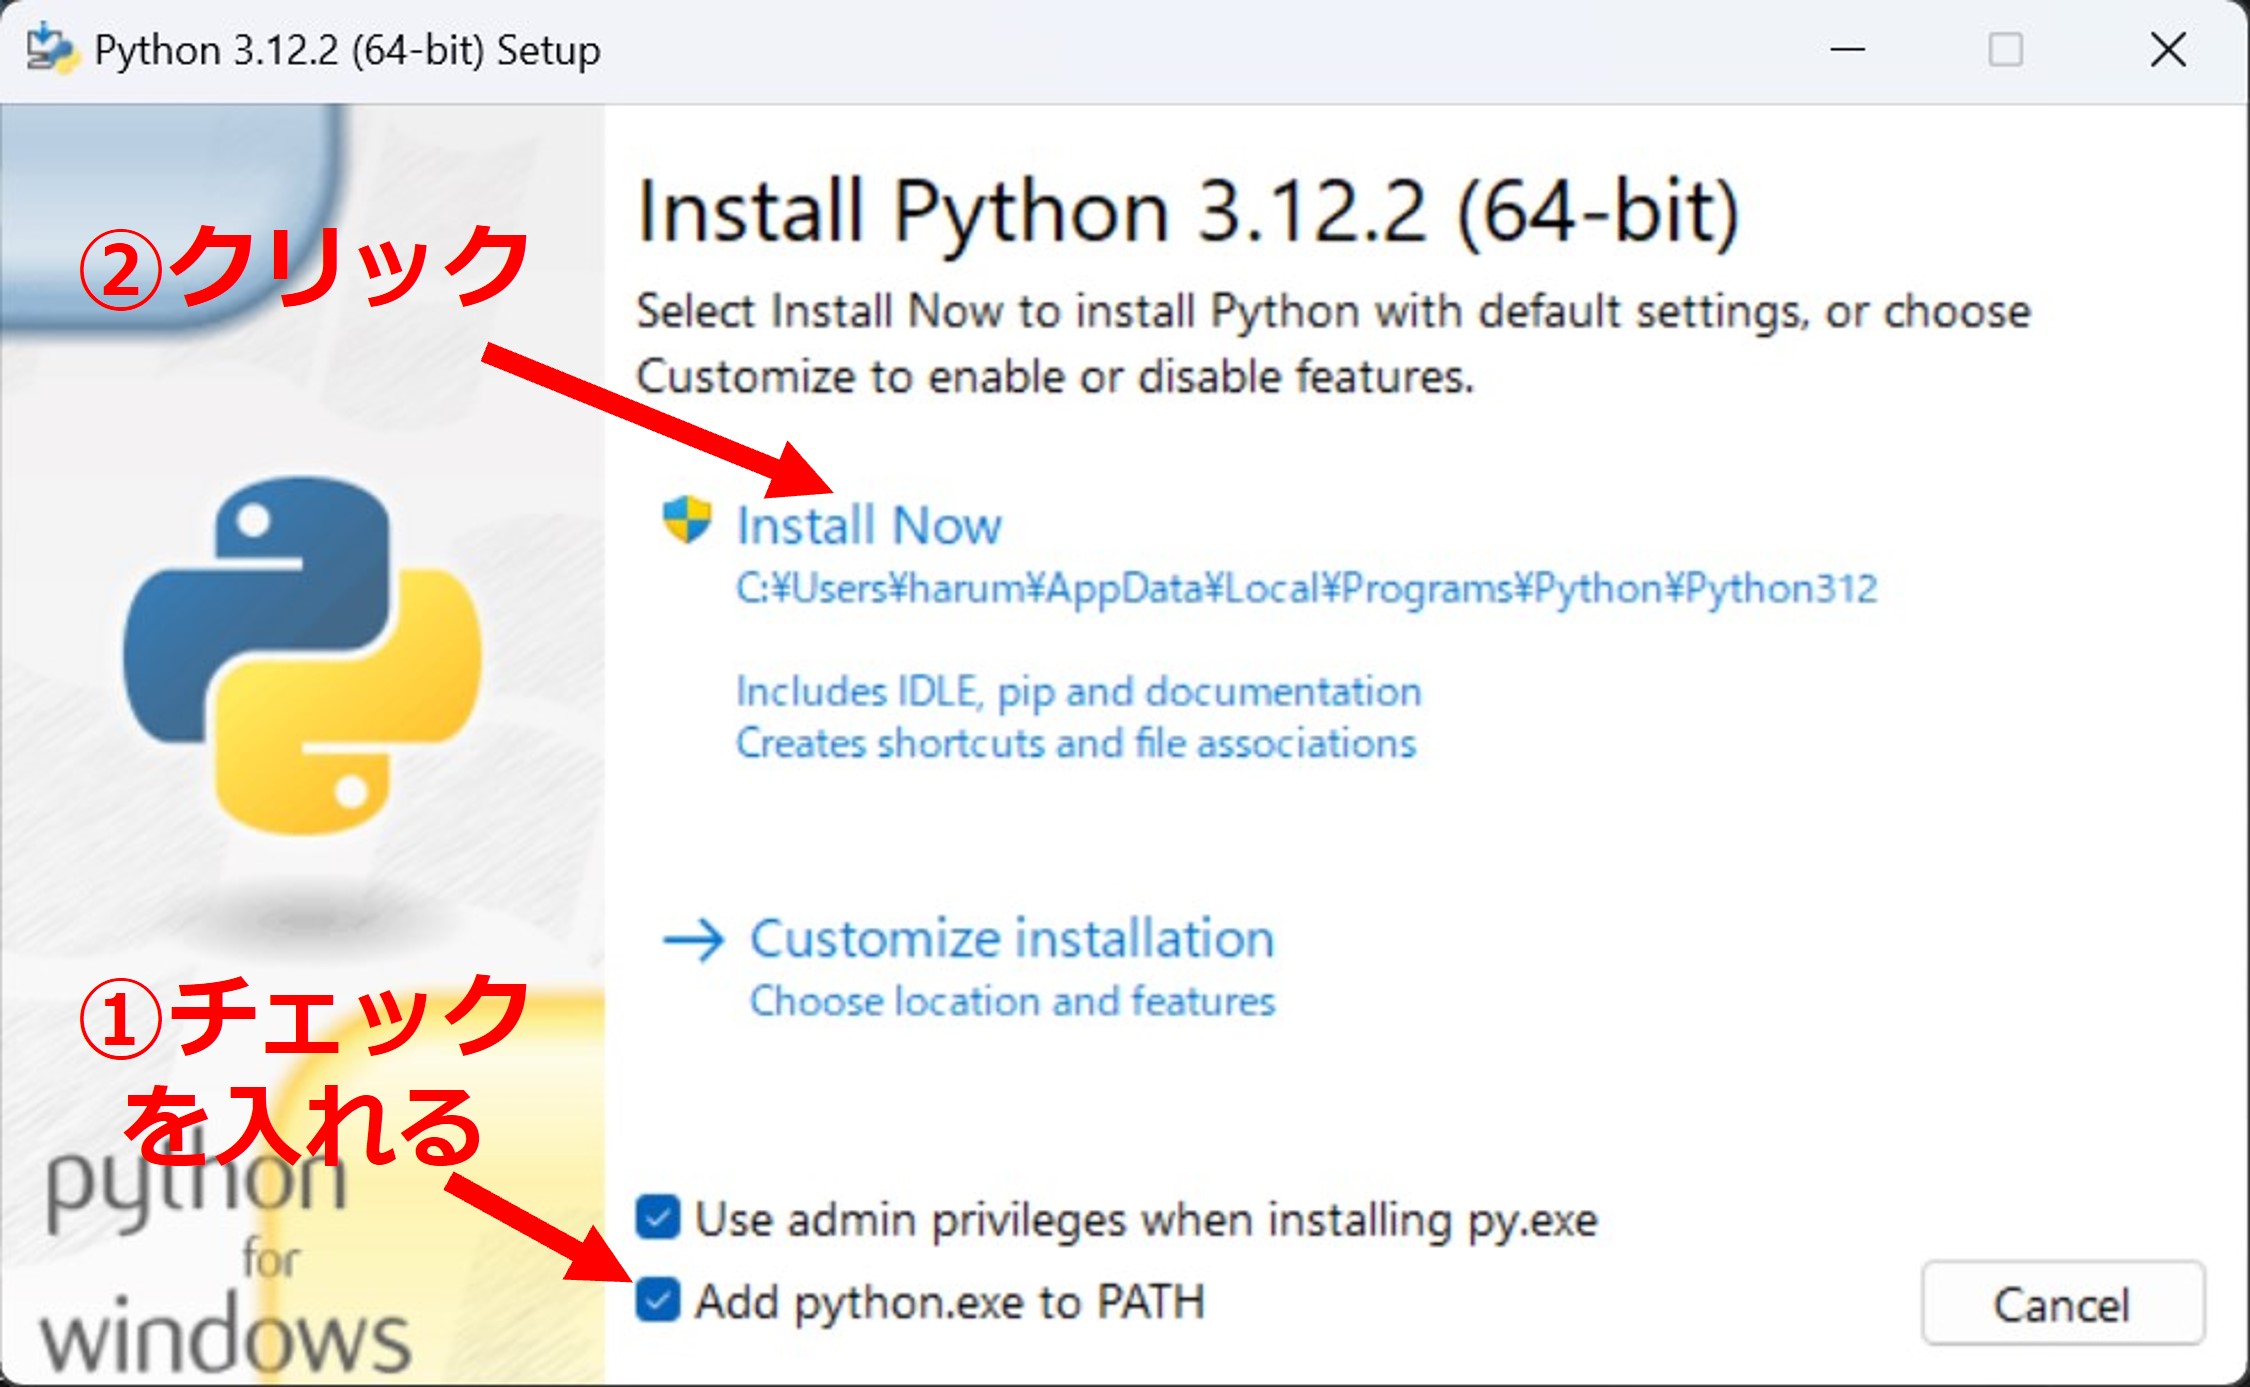 Python 3.12.2 (64-bit) Setup
Install Python 3.12.2 (64-bit)
②クリック
Select Install Now to install Python with default settings, or choose
Customize to enable or disable features.
Install Now
C:¥Users¥harum¥AppData¥Local¥Programs¥Python¥Python312
Includes IDLE, pip and documentation
Creates shortcuts and file associations
Customize installation
Choose location and features
①チェック
を入れる
python
for
windows
Use admin privileges when installing py.exe
Add python.exe to PATH
Cancel